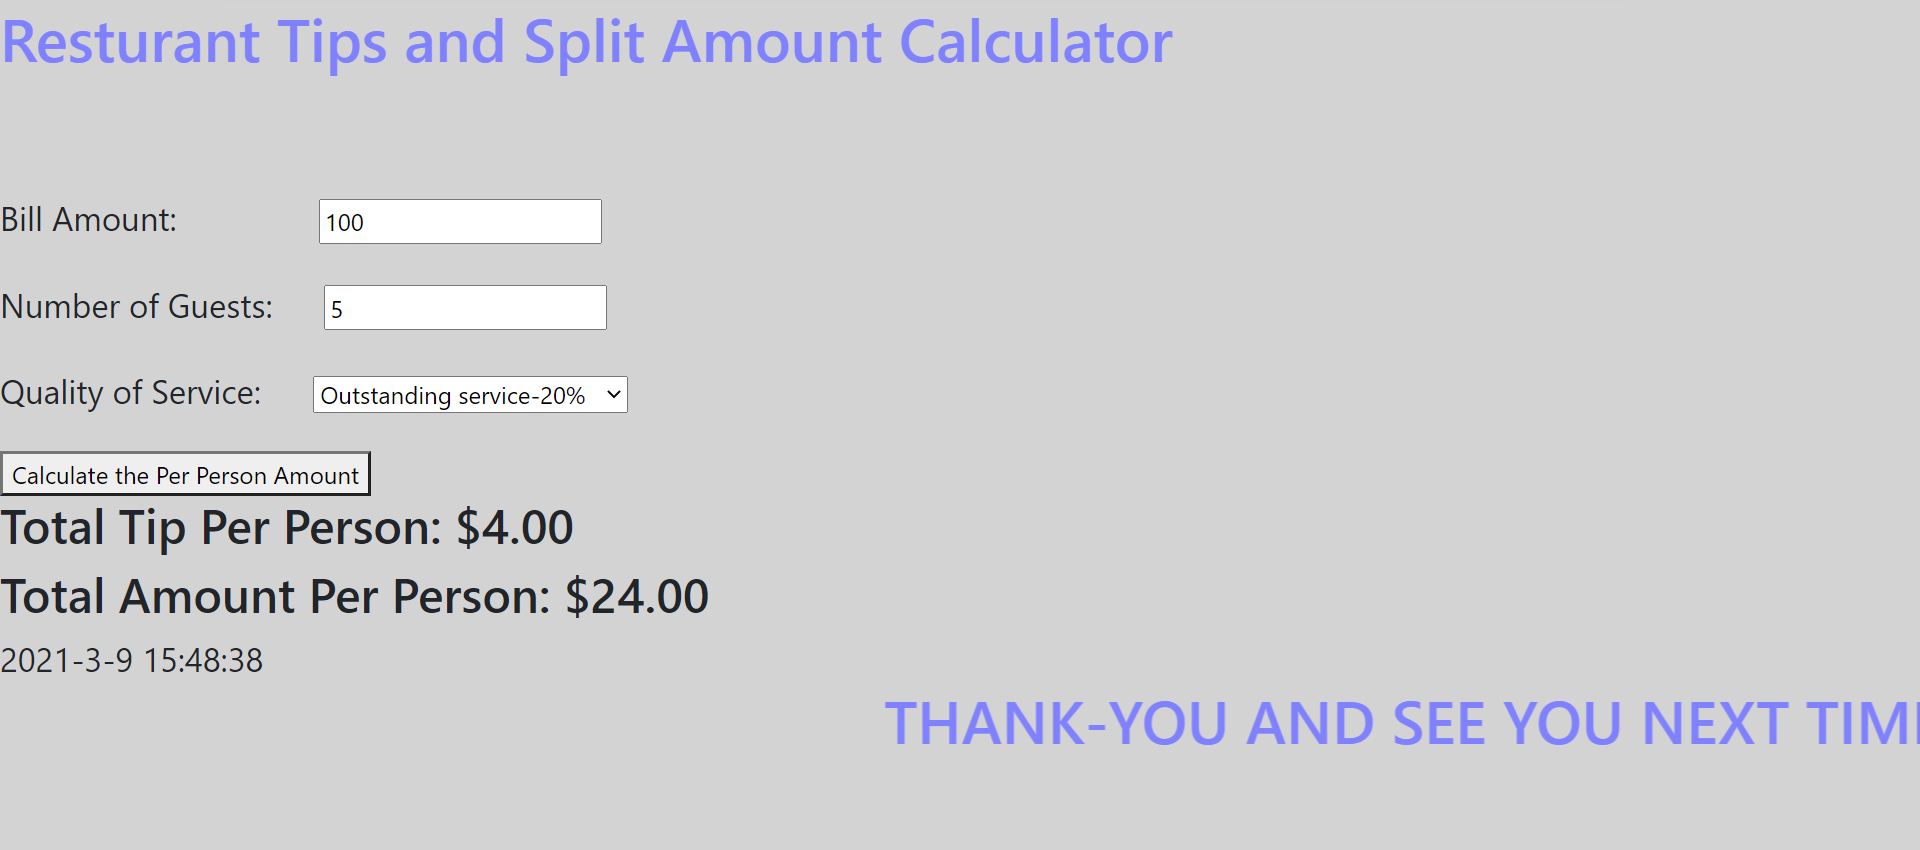 Resturant Tips and Split Amount Calculator
Bill Amount: 100
Number of Guests: 5
Quality of Service: Outstanding service-20%
Calculate the Per Person Amount
Total Tip Per Person: $4.00
Total Amount Per Person: $24.00
2021-3-9 15:48:38
THANK-YOU AND SEE YOU NEXT TIM